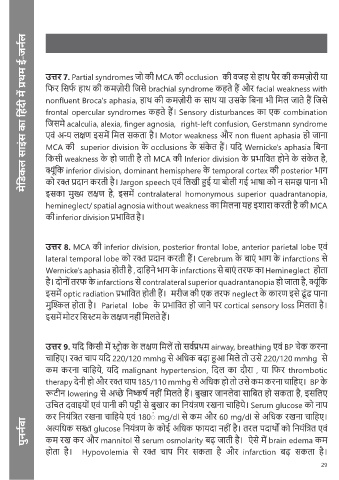 मेडिकल साइंस का हिंदी में प्रथम ई-जर्नल
उत्तर 7. Partial syndromes जो की MCA की occlusion की वजह से हाथ पैर की कमज़ोरी या
फिर सिर्फ हाथ की कमज़ोरी जिसे brachial syndrome कहते हैं और facial weakness with
nonfluent Broca's aphasia, हाथ की कमज़ोरी क साथ या उसके बिना भी मिल जाते हैं जिसे
frontal opercular syndromes कहते हैं। Sensory disturbances का एक combination
जिसमें acalculia, alexia, finger agnosia, right-left confusion, Gerstmann syndrome
एवं अन्य लक्षण इसमें मिल सकता है। Motor weakness और non fluent aphasia हो जाना
MCA की superior division के occlusions के संकेत हैं। यदि Wernicke's aphasia बिना
किसी weakness के हो जाती है तो MCA की Inferior division के प्रभावित होने के संकेत है,
क्यूंकि inferior division, dominant hemisphere के temporal cortex की posterior भाग
को रक्त प्रदान करती है। Jargon speech एवं लिखी हुई या बोली गई भाषा को न समझ पाना भी
इसका मुख्य लक्षण है, इसमें contralateral homonymous superior quadrantanopia,
hemineglect/ spatial agnosia without weakness का मिलना यह इशारा करती है की MCA
की inferior division प्रभावित है।
उत्तर 8. MCA की inferior division, posterior frontal lobe, anterior parietal lobe एवं
lateral temporal lobe को रक्त प्रदान करती हैं। Cerebrum के बाएं भाग के infarctions से
Wernicke's aphasia होती है , दाहिने भाग के infarctions से बाएं तरफ का Hemineglect होता
है। दोनों तरफ के infarctions से contralateral superior quadrantanopia हो जाता है, क्यूंकि
इसमें optic radiation प्रभावित होती हैं। मरीज की एक तरफ neglect के कारण इसे ढूंढ पाना
मुश्किल होता है। Parietal lobe के प्रभावित हो जाने पर cortical sensory loss मिलता है।
इसमें मोटर सिस्टम के लक्षण नहीं मिलते हैं।
उत्तर 9. यदि किसी में स्ट्रोक के लक्षण मिलें तो सर्वप्रथम airway, breathing एवं BP चेक करना
चाहिए। रक्त चाप यदि 220/120 mmhg से अधिक बढ़ा हुआ मिले तो उसे 220/120 mmhg से
कम करना चाहिये, यदि malignant hypertension, दिल का दौरा , या फिर thrombotic
therapy देनी हो और रक्त चाप 185/110 mmhg से अधिक हो तो उसे कम करना चाहिए। BP के
रूटीन lowering से अच्छे निष्कर्ष नहीं मिलते हैं। बुखार जानलेवा साबित हो सकता है, इसलिए
उचित दवाइयों एवं पानी की पट्टी से बुखार का नियंत्रण रखना चाहिये। Serum glucose को नाप
कर नियंत्रित रखना चाहिये एवं 180 mg/dl से कम और 60 mg/dl से अधिक रखना चाहिए।
अत्यधिक सख्त glucose नियंत्रण के कोई अधिक फायदा नहीं है। तरल पदार्थों को नियंत्रित एवं
कम रख कर और mannitol से serum osmolarity बढ़ जाती है। ऐसे में brain edema कम
होता है। Hypovolemia से रक्त चाप गिर सकता है और infarction बढ़ सकता है।
पुनर्नवा
29